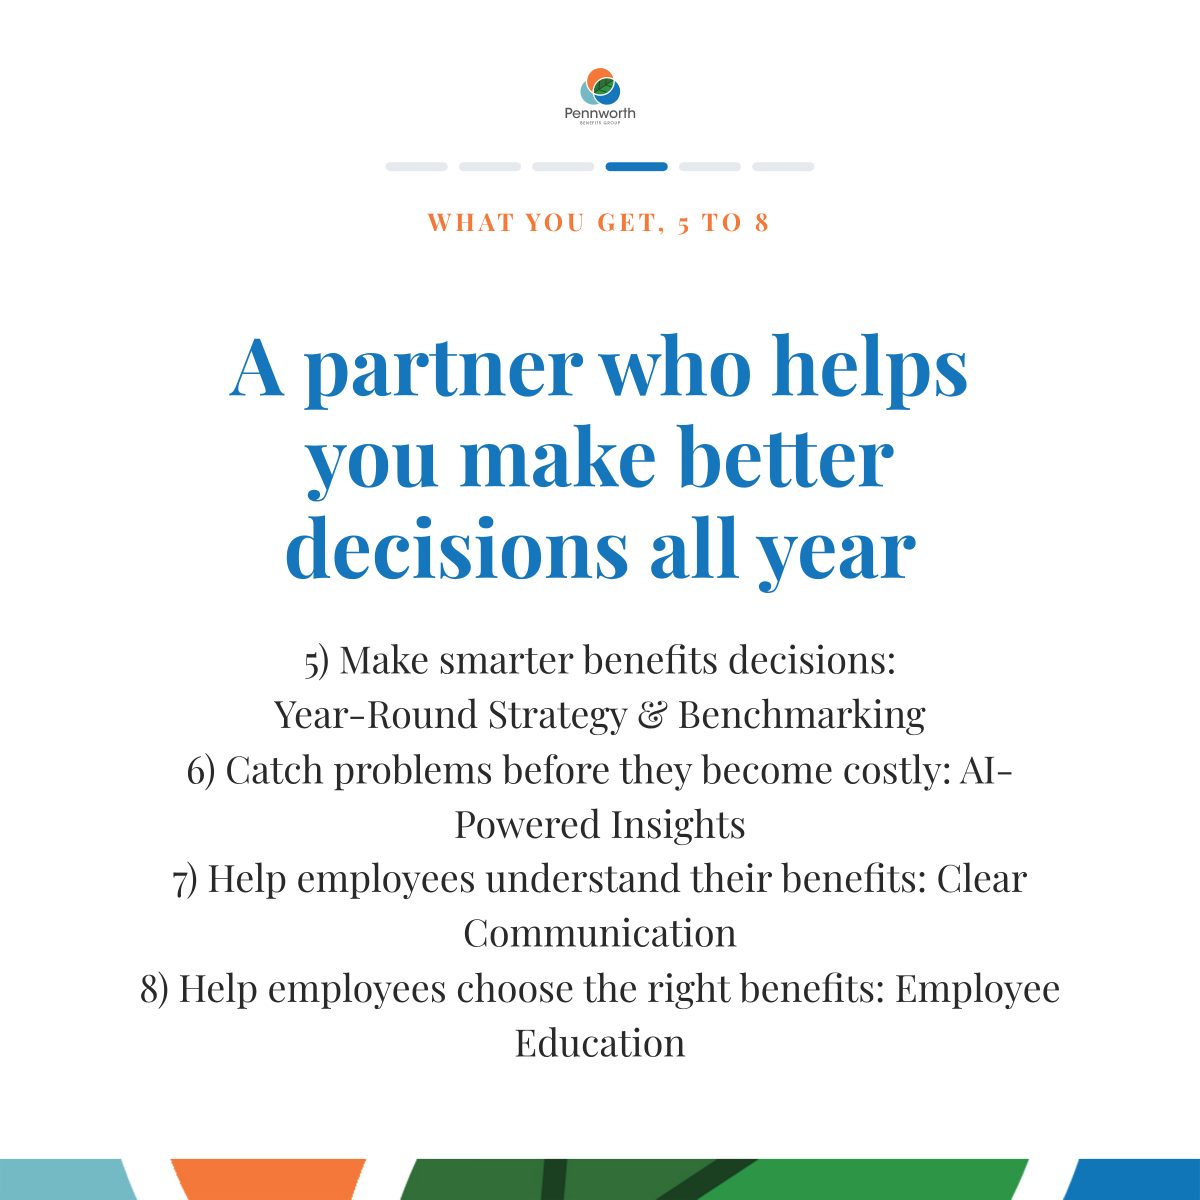 Pennworth
BENEFITS GROUP
WHAT YOU GET, 5 TO 8
A partner who helps
you make better
decisions all year
5) Make smarter benefits decisions:
Year-Round Strategy & Benchmarking
6) Catch problems before they become costly: AI-
Powered Insights
7) Help employees understand their benefits: Clear
Communication
8) Help employees choose the right benefits: Employee
Education